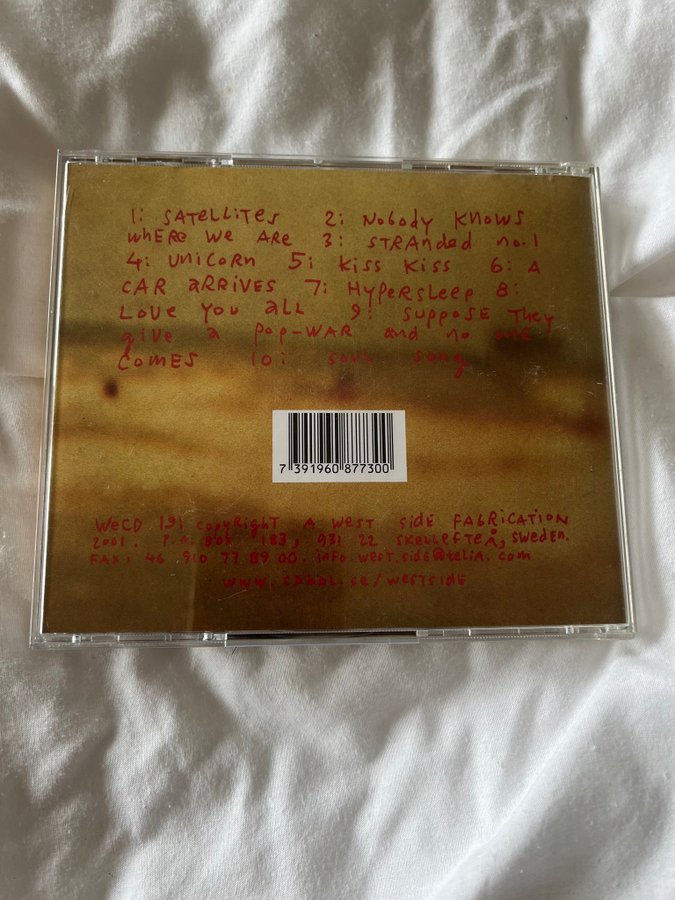 1: SATELLITES 2: NOBODY KNOWS
WHERE WE ARE 3: STRANDED no.1
4: UNICORN 5: KISS KISS 6: A
CAR ARRIVES 7: HYPERSLEEP 8:
LOVE YOU ALL 9: SUPPOSE THEY
give a POP-WAR and no one
COMES 10: soul song
7 391960 877300
WeCD 191 copyRighT A WEST SIDE FABRICATION
2001. P.O. BOX 183, 931 22 SKELLEFTEÅ, SWEDEN.
FAX: 46 910 77 89 00. info.west.side@telia.com